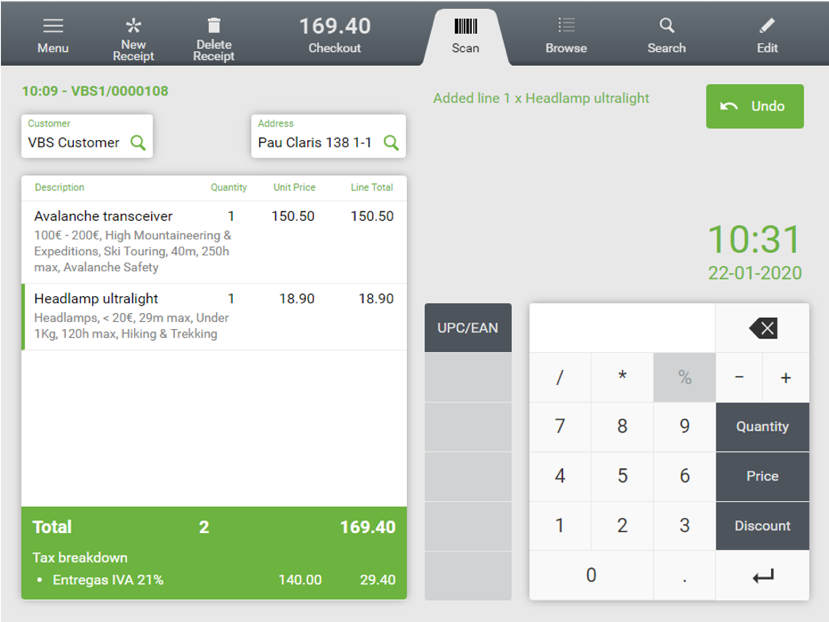 Menu
New Receipt
Delete Receipt
169.40
Checkout
Scan
Browse
Search
Edit
10:09 - VBS1/0000108
Customer
VBS Customer
Address
Pau Claris 138 1-1
Added line 1 x Headlamp ultralight
Undo
Description Quantity Unit Price Line Total
Avalanche transceiver 1 150.50 150.50
100€ - 200€, High Mountaineering &
Expeditions, Ski Touring, 40m, 250h
max, Avalanche Safety
Headlamp ultralight 1 18.90 18.90
Headlamps, < 20€, 29m max, Under
1Kg, 120h max, Hiking & Trekking
Total 2 169.40
Tax breakdown
• Entregas IVA 21% 140.00 29.40
10:31
22-01-2020
UPC/EAN
/ * % − +
7 8 9 Quantity
4 5 6 Price
1 2 3 Discount
0 .